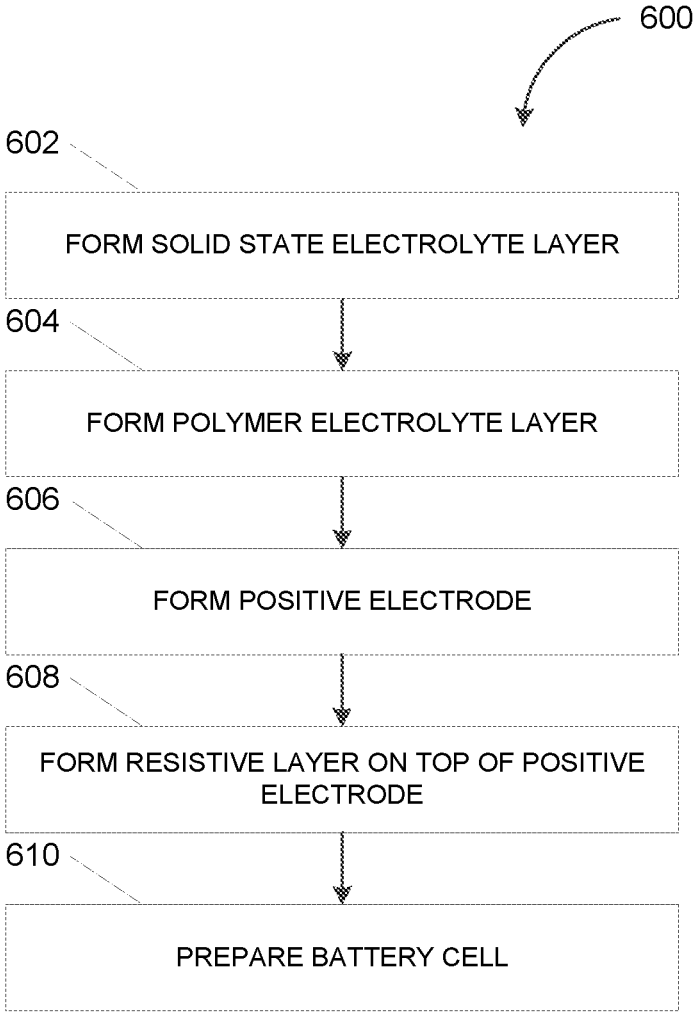 600
602
FORM SOLID STATE ELECTROLYTE LAYER
604
FORM POLYMER ELECTROLYTE LAYER
606
FORM POSITIVE ELECTRODE
608
FORM RESISTIVE LAYER ON TOP OF POSITIVE
ELECTRODE
610
PREPARE BATTERY CELL